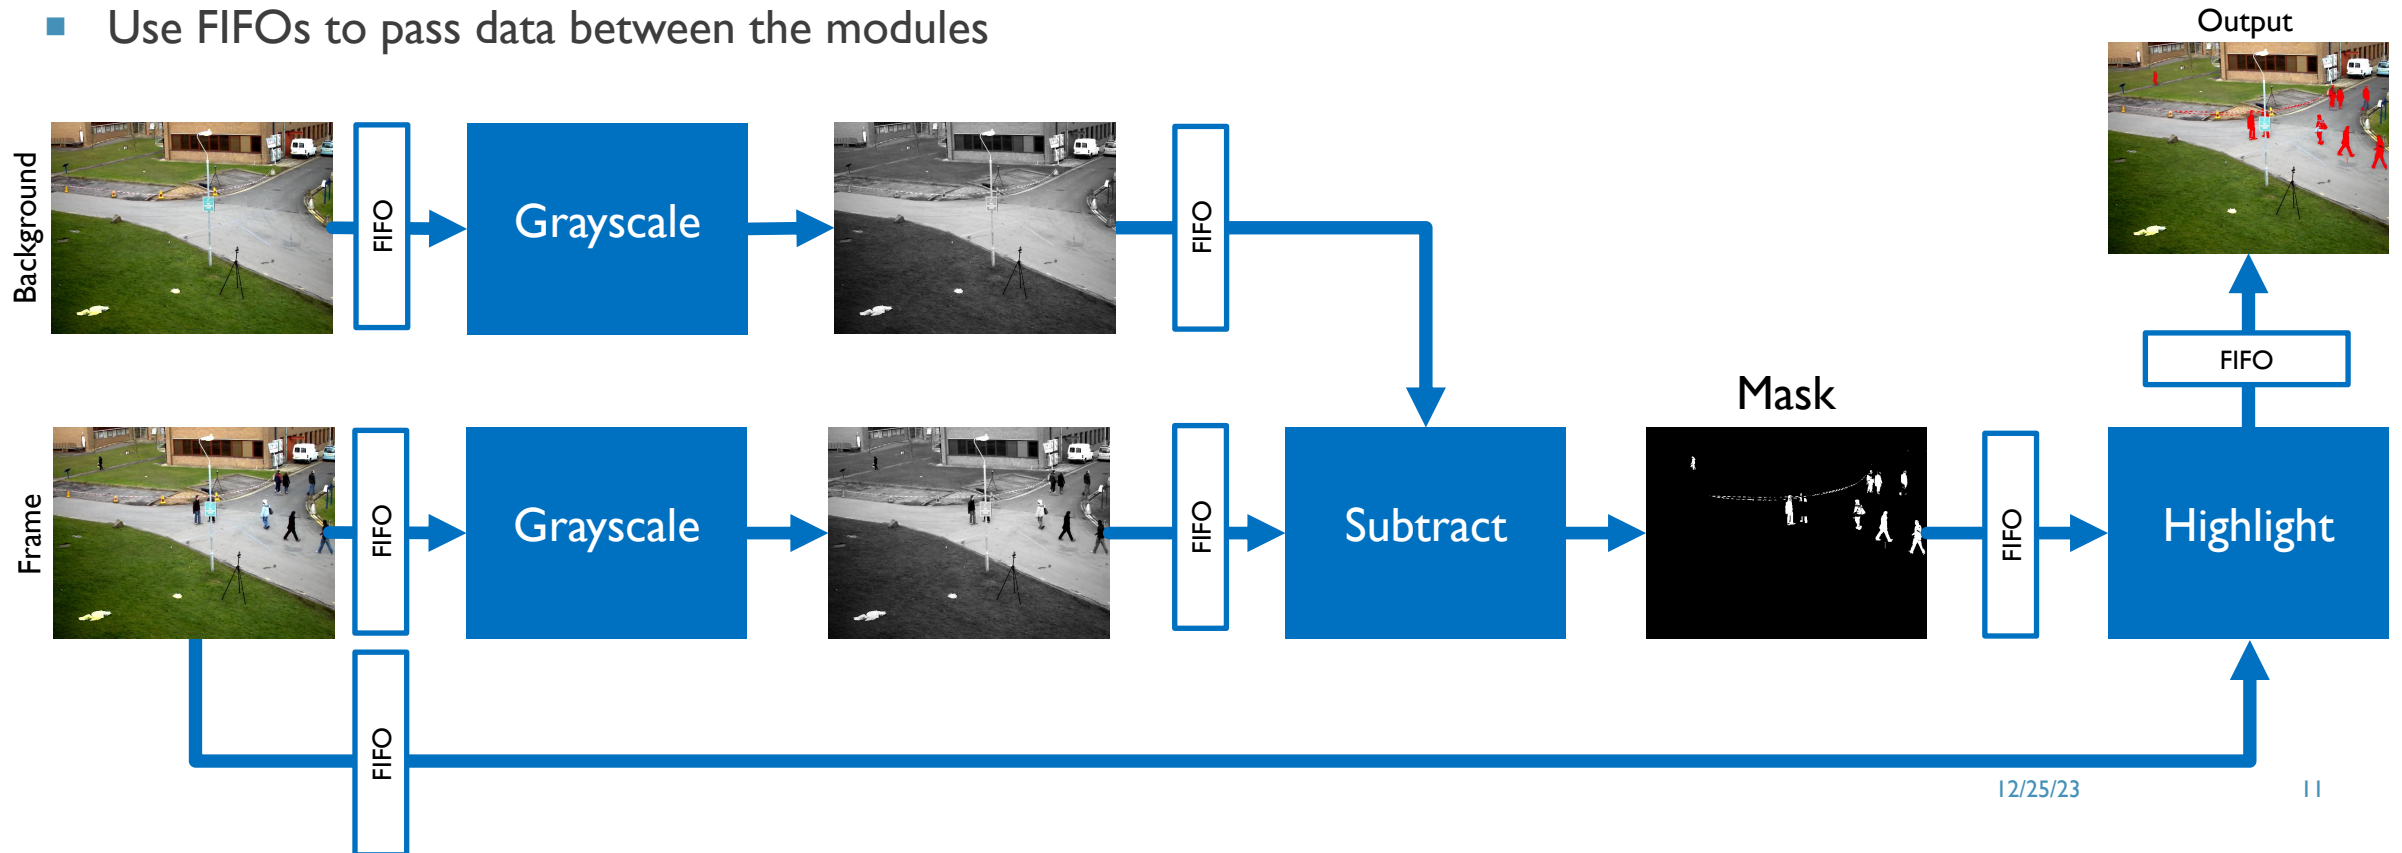 Use FIFOs to pass data between the modules
Output
Background
FIFO
Grayscale
FIFO
FIFO
Mask
Frame
FIFO
Grayscale
FIFO
Subtract
FIFO
Highlight
FIFO
12/25/23
11